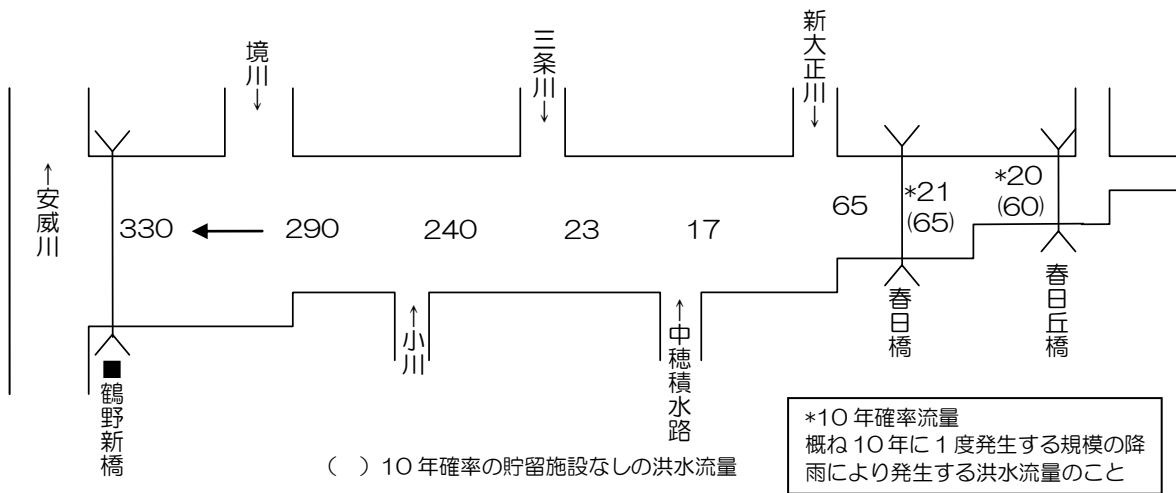 境川→
三条川→
新大正川→
←安威川
330
←
290
240
23
17
65
*21
(65)
*20
(60)
←小川
←中穂積水路
春日橋
春日丘橋
■鶴野新橋
（　）10年確率の貯留施設なしの洪水流量
*10年確率流量
概ね10年に1度発生する規模の降
雨により発生する洪水流量のこと